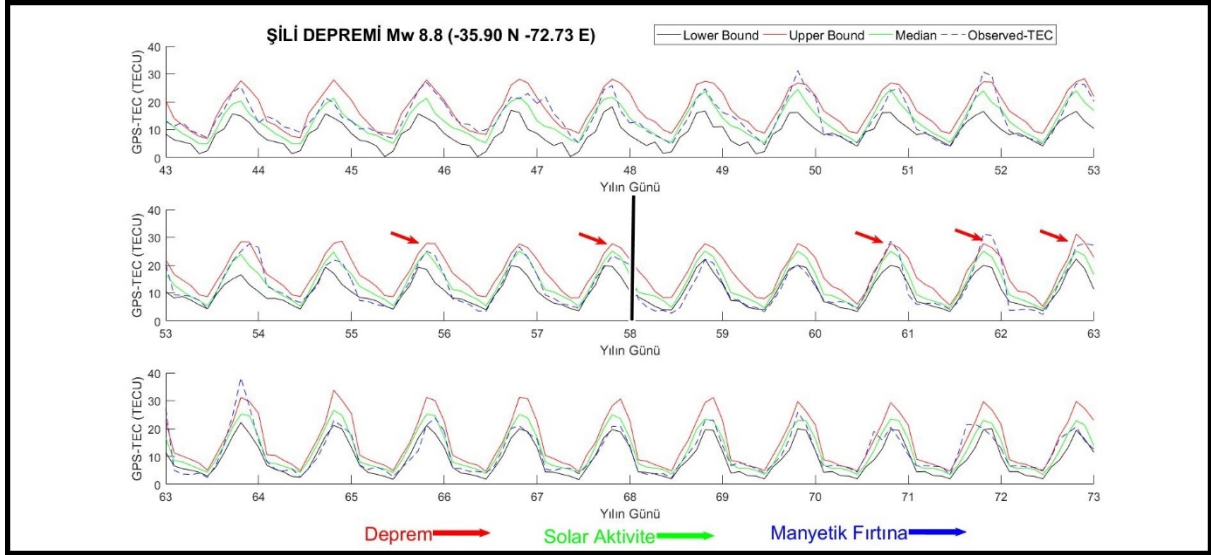 ŞİLİ DEPREMİ Mw 8.8 (-35.90 N -72.73 E)
Lower Bound Upper Bound Median Observed-TEC
GPS-TEC (TECU)
40
30
20
10
0
43 44 45 46 47 48 49 50 51 52 53
Yılın Günü
GPS-TEC (TECU)
40
30
20
10
0
53 54 55 56 57 58 59 60 61 62 63
Yılın Günü
GPS-TEC (TECU)
40
30
20
10
0
63 64 65 66 67 68 69 70 71 72 73
Yılın Günü
Deprem Solar Aktivite Manyetik Fırtına